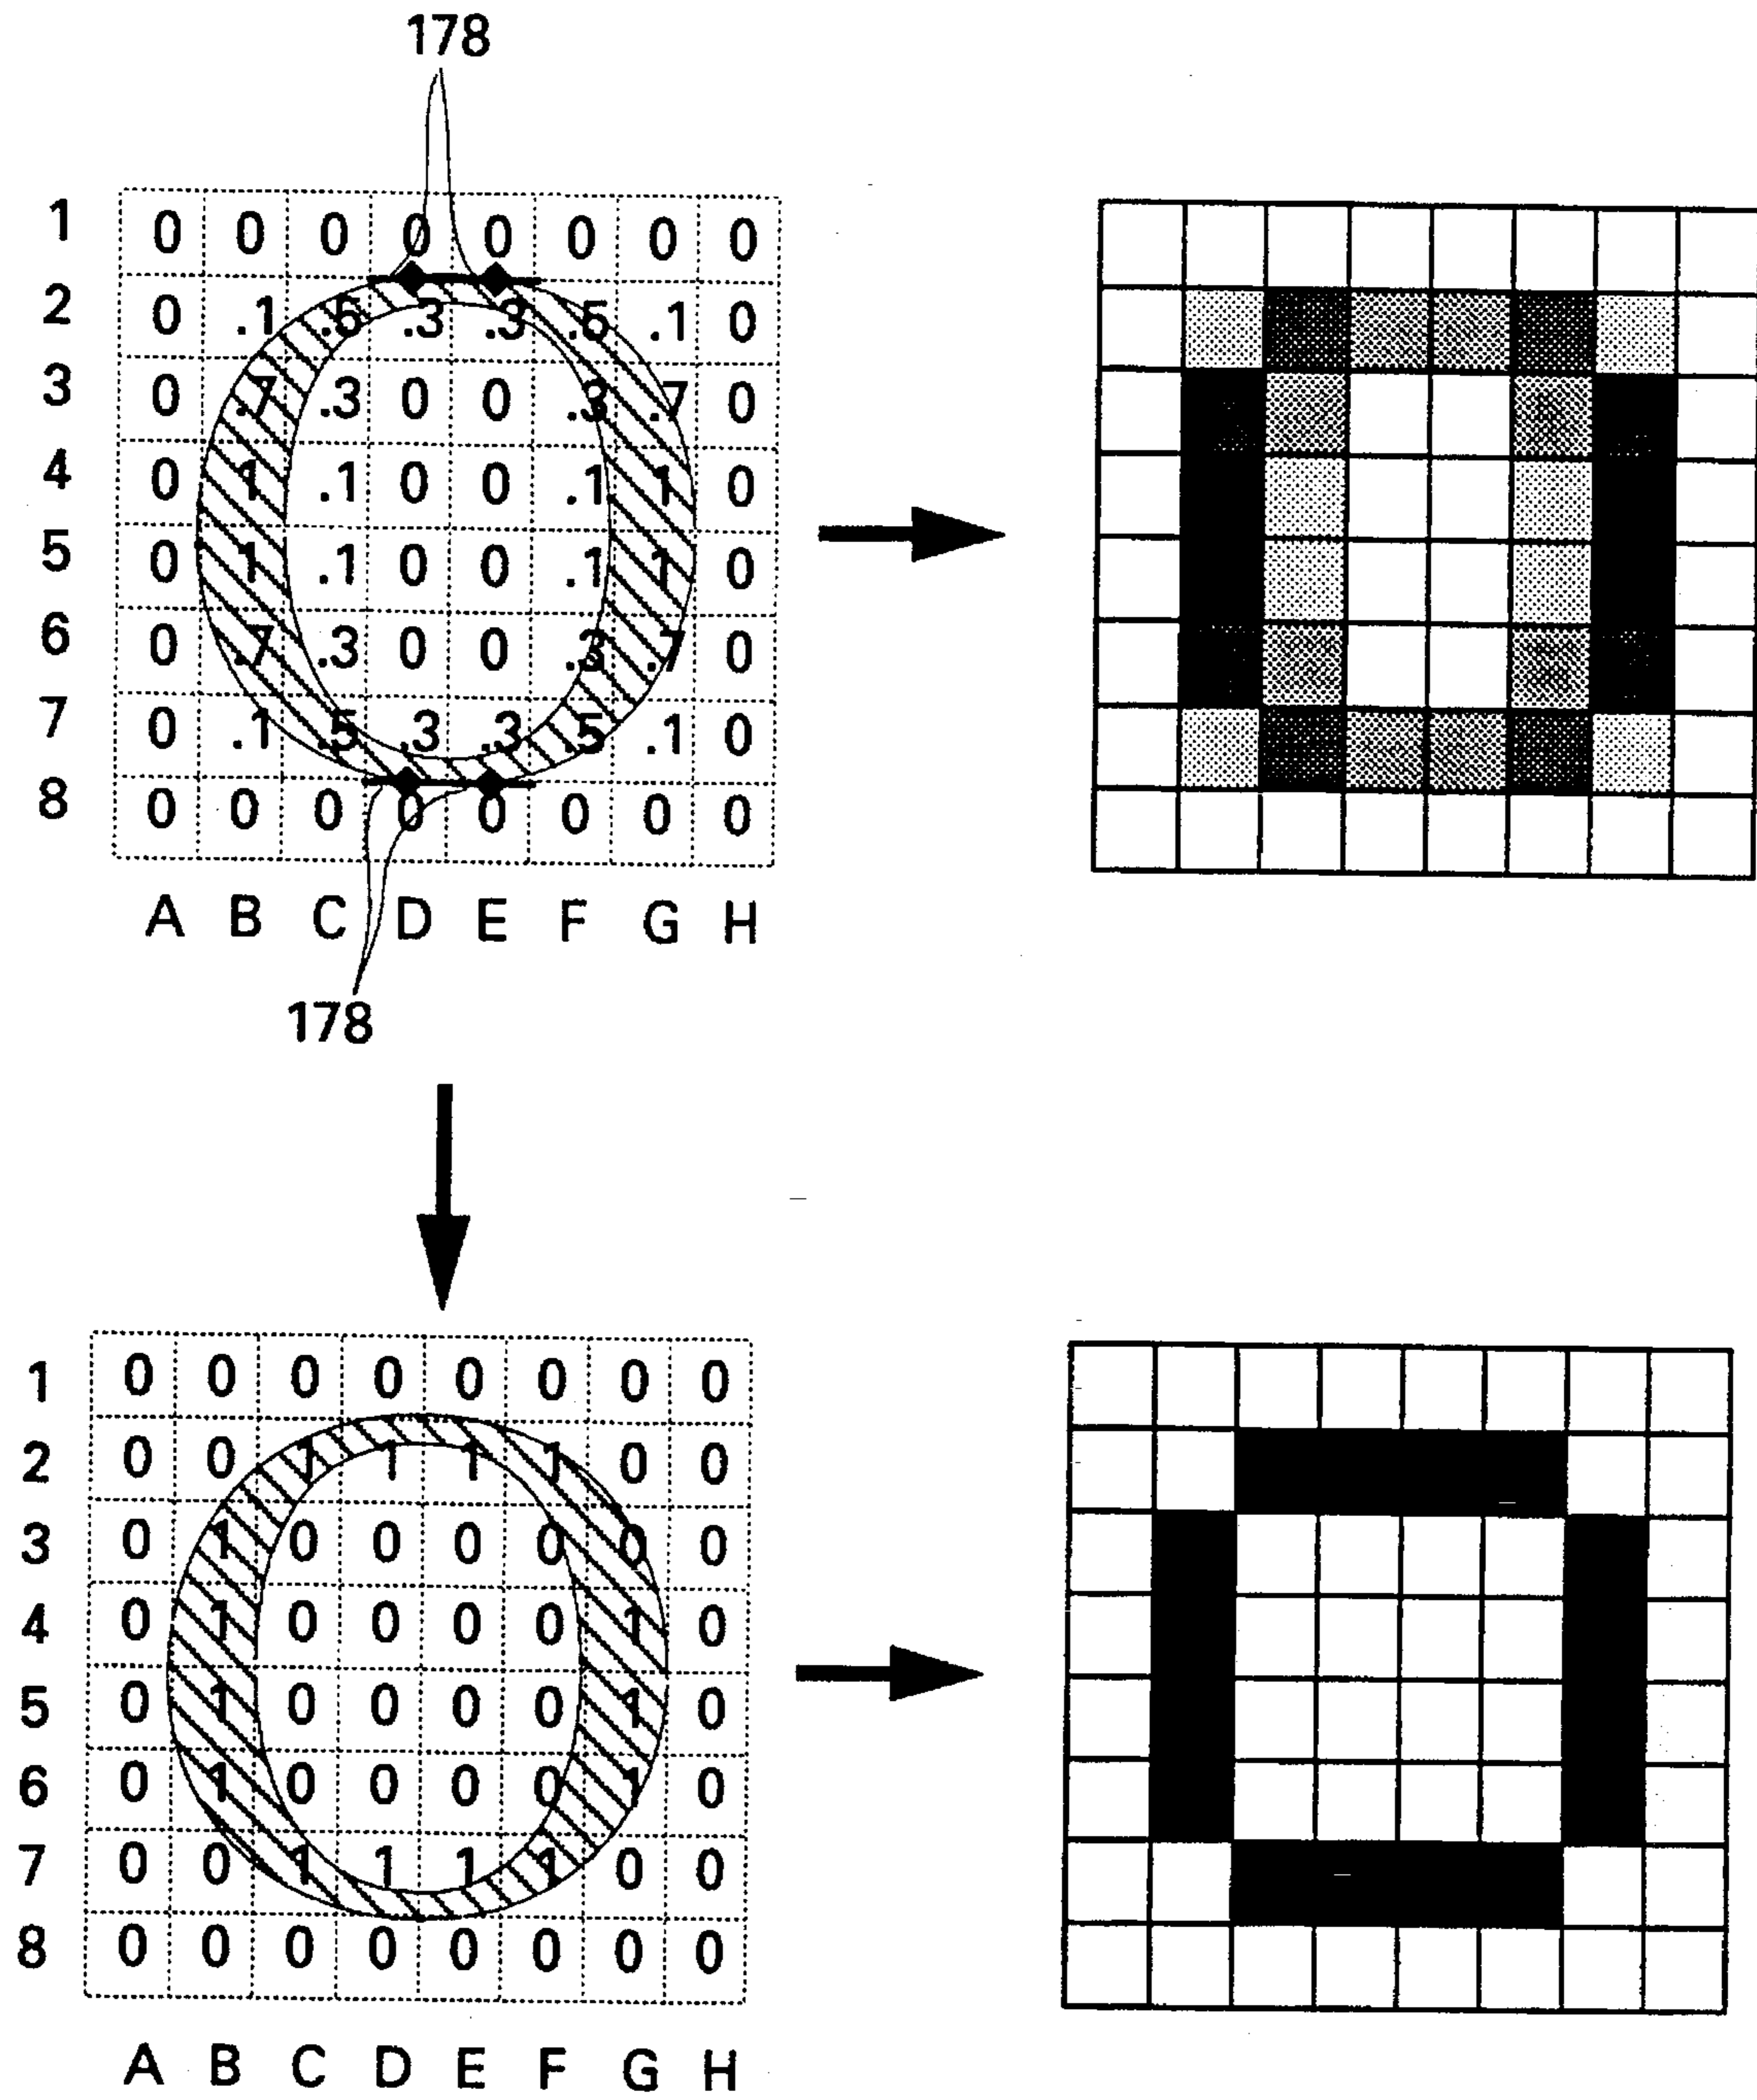 178
1 0 0 0 0 0 0 0 0
2 0 .1 .5 .3 .3 .5 .1 0
3 0 .7 .3 0 0 .3 .7 0
4 0 1 .1 0 0 .1 1 0
5 0 1 .1 0 0 .1 1 0
6 0 .7 .3 0 0 .3 .7 0
7 0 .1 .5 .3 .3 .5 .1 0
8 0 0 0 0 0 0 0 0
A B C D E F G H
178
1 0 0 0 0 0 0 0 0
2 0 0 1 1 1 1 0 0
3 0 1 0 0 0 0 0 0
4 0 1 0 0 0 0 1 0
5 0 1 0 0 0 0 1 0
6 0 1 0 0 0 0 1 0
7 0 0 1 1 1 1 0 0
8 0 0 0 0 0 0 0 0
A B C D E F G H